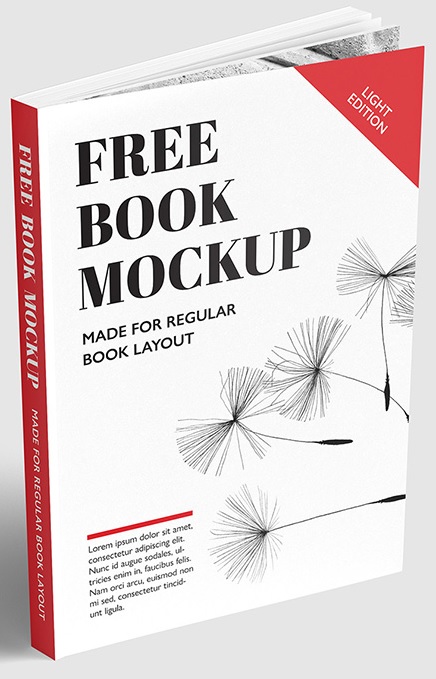 LIGHT
EDITION
FREE
BOOK
MOCKUP
MADE FOR REGULAR
BOOK LAYOUT
Lorem ipsum dolor sit amet,
consectetur adipiscing elit.
Nunc id augue sodales, ul-
tricies enim in, faucibus felis.
Nam orci arcu, euismod non
mi sed, consectetur tincid-
unt ligula.
FREE BOOK MOCKUP MADE FOR REGULAR BOOK LAYOUT